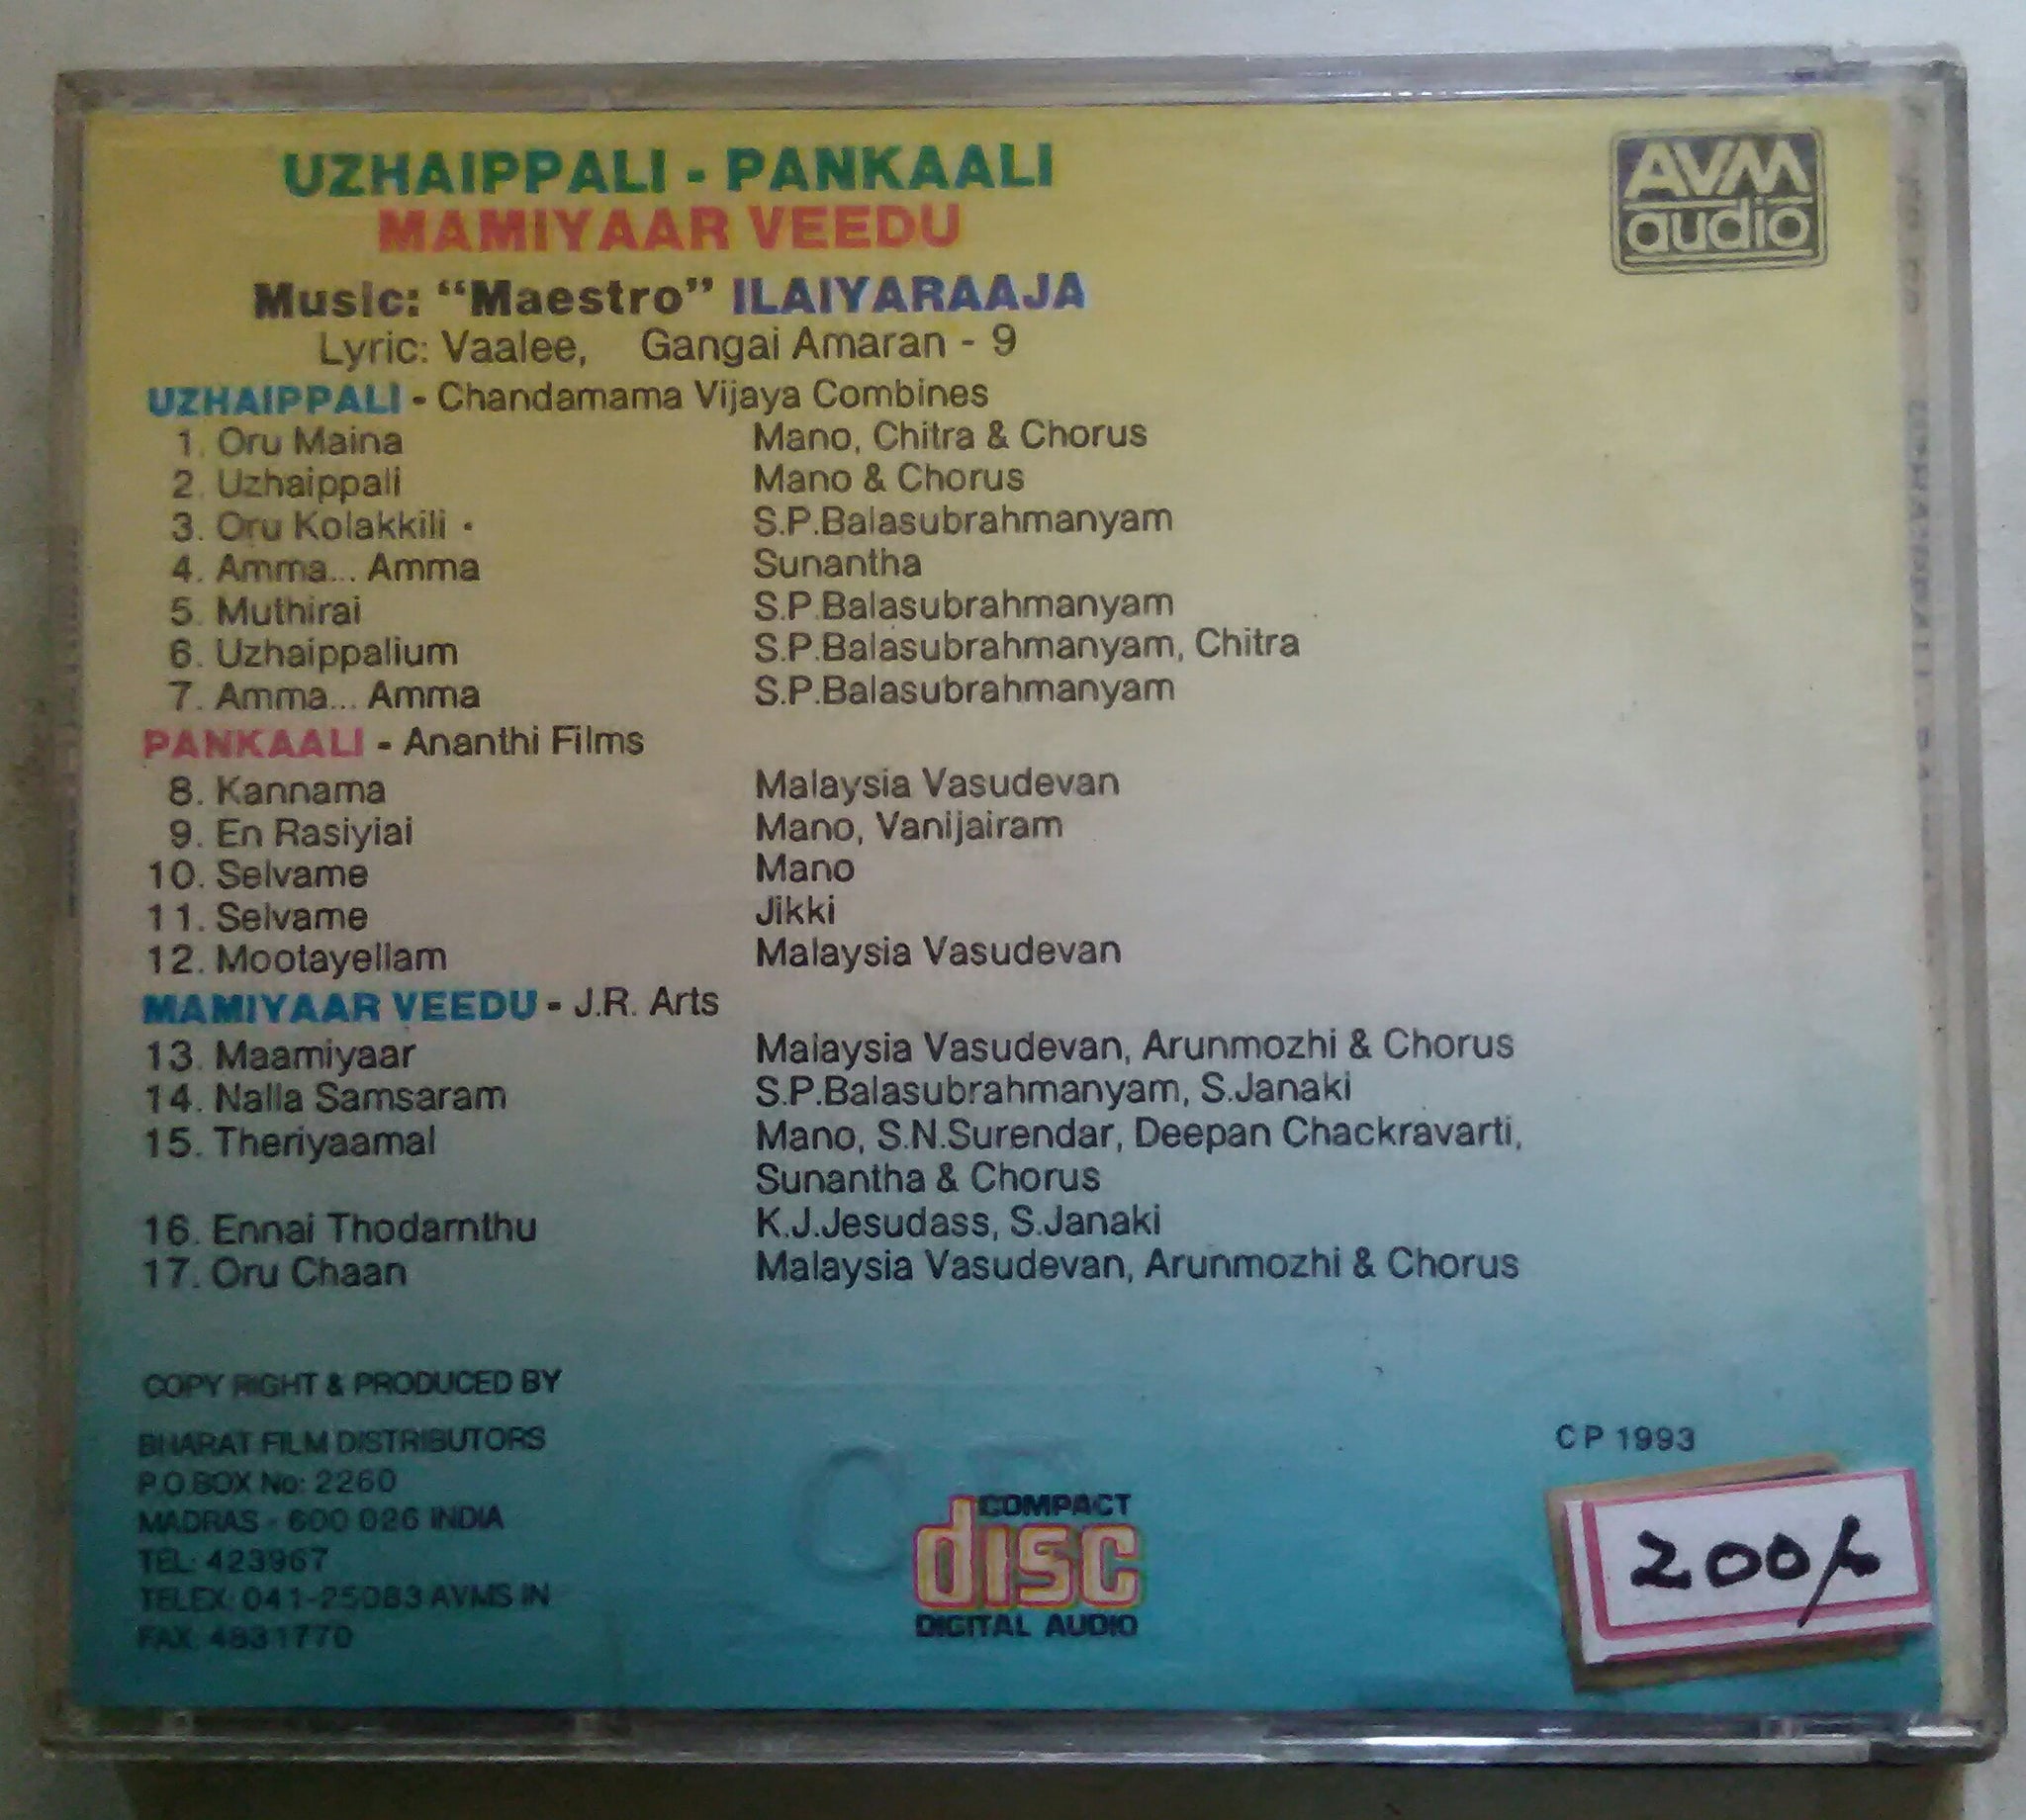 UZHAIPPALI - PANKAALI
MAMIYAAR VEEDU
AVM
audio
Music: “Maestro” ILAIYARAAJA
Lyric: Vaalee, Gangai Amaran - 9
UZHAIPPALI - Chandamama Vijaya Combines
1. Oru Maina Mano, Chitra & Chorus
2. Uzhaippali Mano & Chorus
3. Oru Kolakkili S.P.Balasubrahmanyam
4. Amma... Amma Sunantha
5. Muthirai S.P.Balasubrahmanyam
6. Uzhaippalium S.P.Balasubrahmanyam, Chitra
7. Amma... Amma S.P.Balasubrahmanyam
PANKAALI - Ananthi Films
8. Kannama Malaysia Vasudevan
9. En Rasiyiai Mano, Vanijairam
10. Selvame Mano
11. Selvame Jikki
12. Mootayellam Malaysia Vasudevan
MAMIYAAR VEEDU - J.R. Arts
13. Maamiyaar Malaysia Vasudevan, Arunmozhi & Chorus
14. Nalla Samsaram S.P.Balasubrahmanyam, S.Janaki
15. Theriyaamal Mano, S.N.Surendar, Deepan Chackravarti,
Sunantha & Chorus
16. Ennai Thodarnthu K.J.Jesudass, S.Janaki
17. Oru Chaan Malaysia Vasudevan, Arunmozhi & Chorus
COPY RIGHT & PRODUCED BY
BHARAT FILM DISTRIBUTORS
P.O.BOX No: 2260
MADRAS - 600 026 INDIA
TEL: 423967
TELEX: 041-25083 AVMS IN
FAX: 4831770
COMPACT
disc
DIGITAL AUDIO
C P 1993
200/-